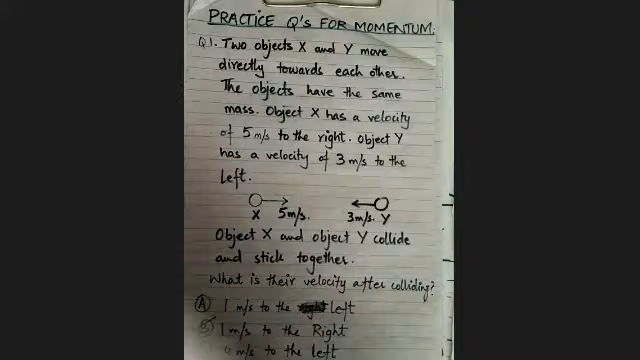 PRACTICE Q's FOR MOMENTUM.
Q1. Two objects X and Y move
directly towards each other.
The objects have the same
mass. Object X has a velocity
of 5 m/s to the right. Object Y
has a velocity of 3 m/s to the
Left.
X 5m/s. 3m/s. Y
Object X and object Y collide
and stick together.
What is their velocity after colliding?
A 1 m/s to the Left
1 m/s to the Right
m/s to the left